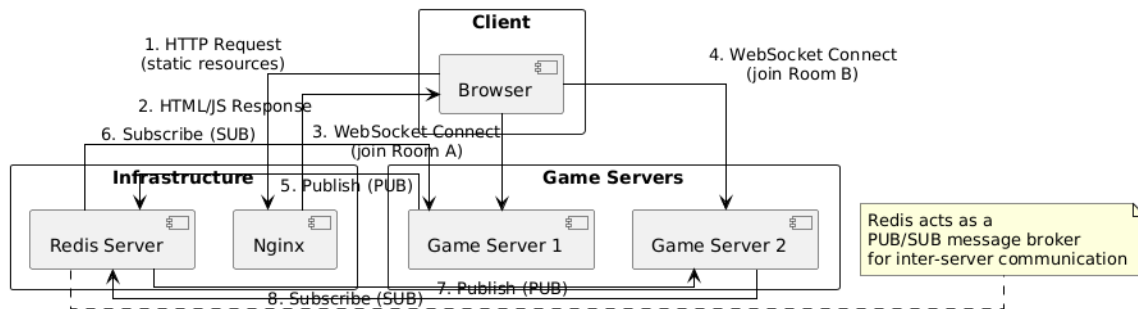 Client
1. HTTP Request
(static resources)
4. WebSocket Connect
(join Room B)
Browser
2. HTML/JS Response
6. Subscribe (SUB)
3. WebSocket Connect
(join Room A)
Infrastructure
5. Publish (PUB)
Game Servers
Redis Server
Nginx
Game Server 1
Game Server 2
Redis acts as a
PUB/SUB message broker
for inter-server communication
7. Publish (PUB)
8. Subscribe (SUB)